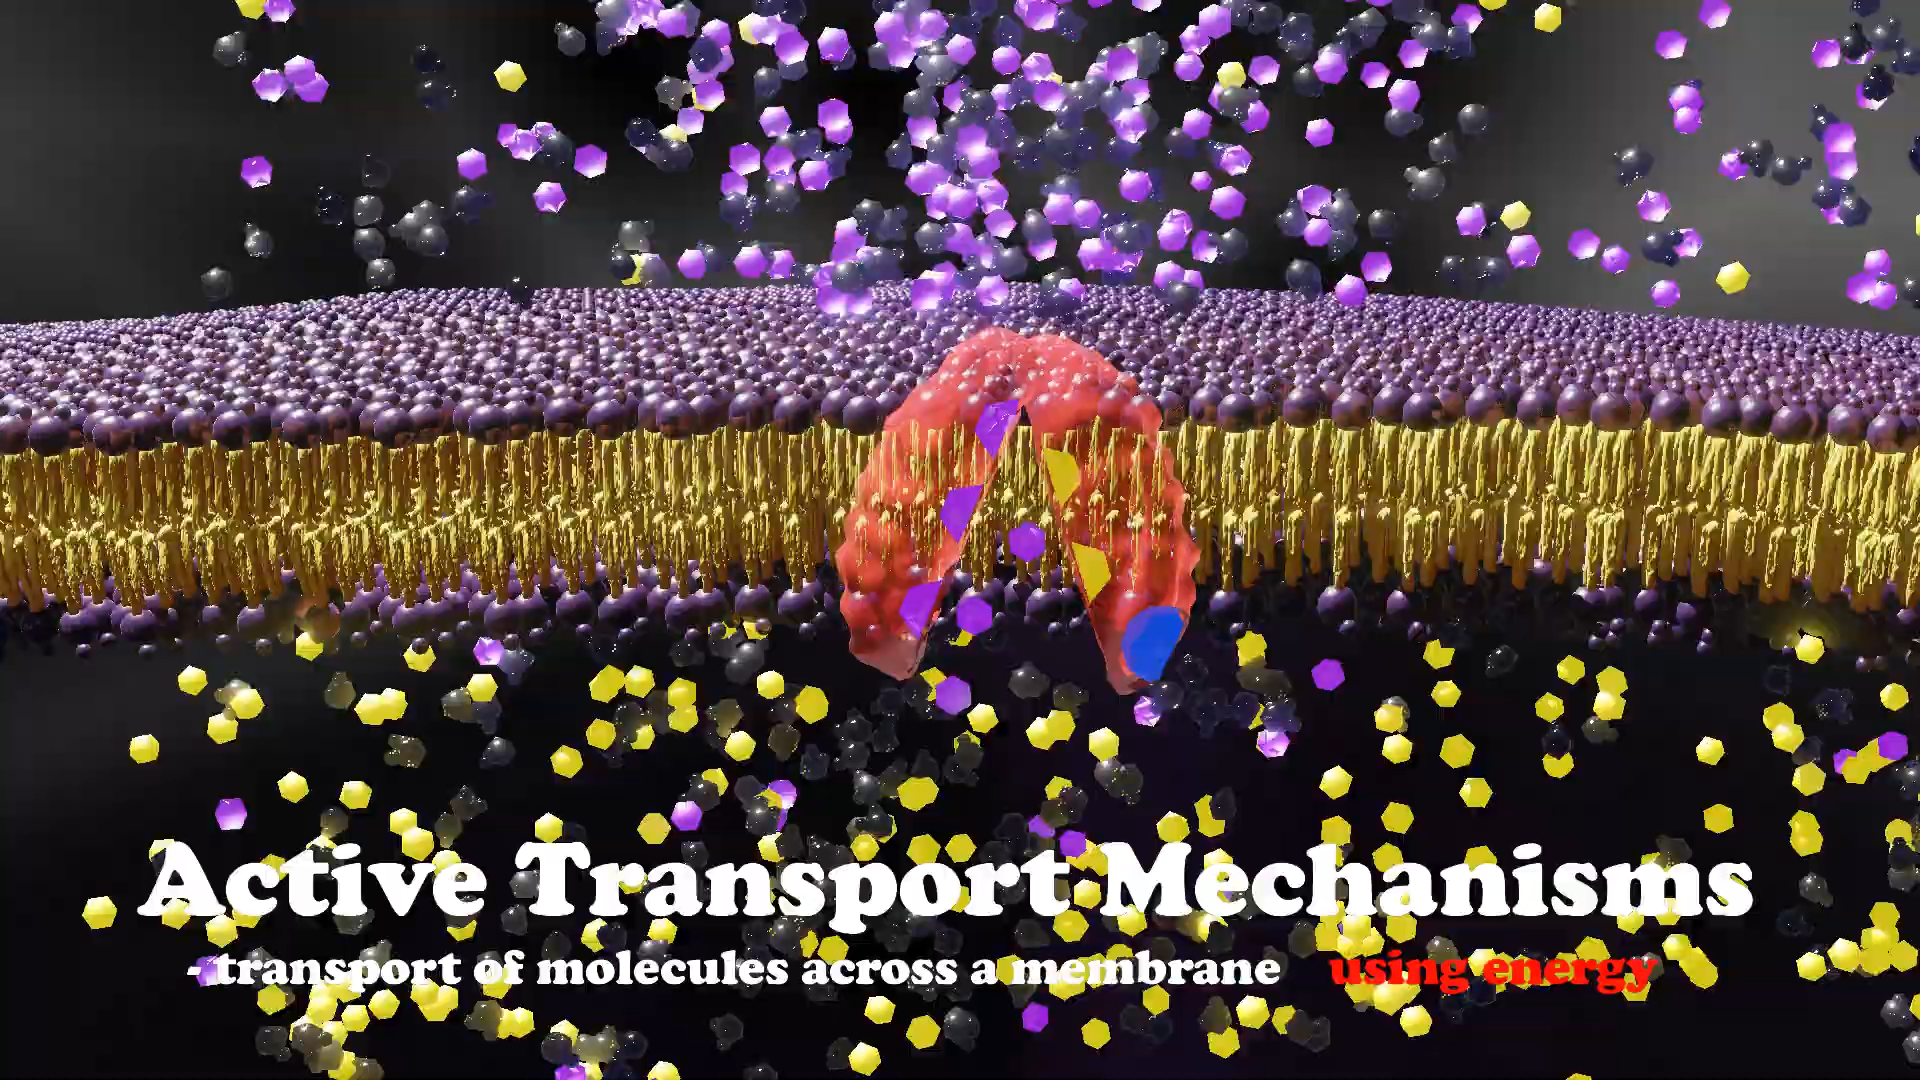 Active Transport Mechanisms
- transport of molecules across a membrane using energy